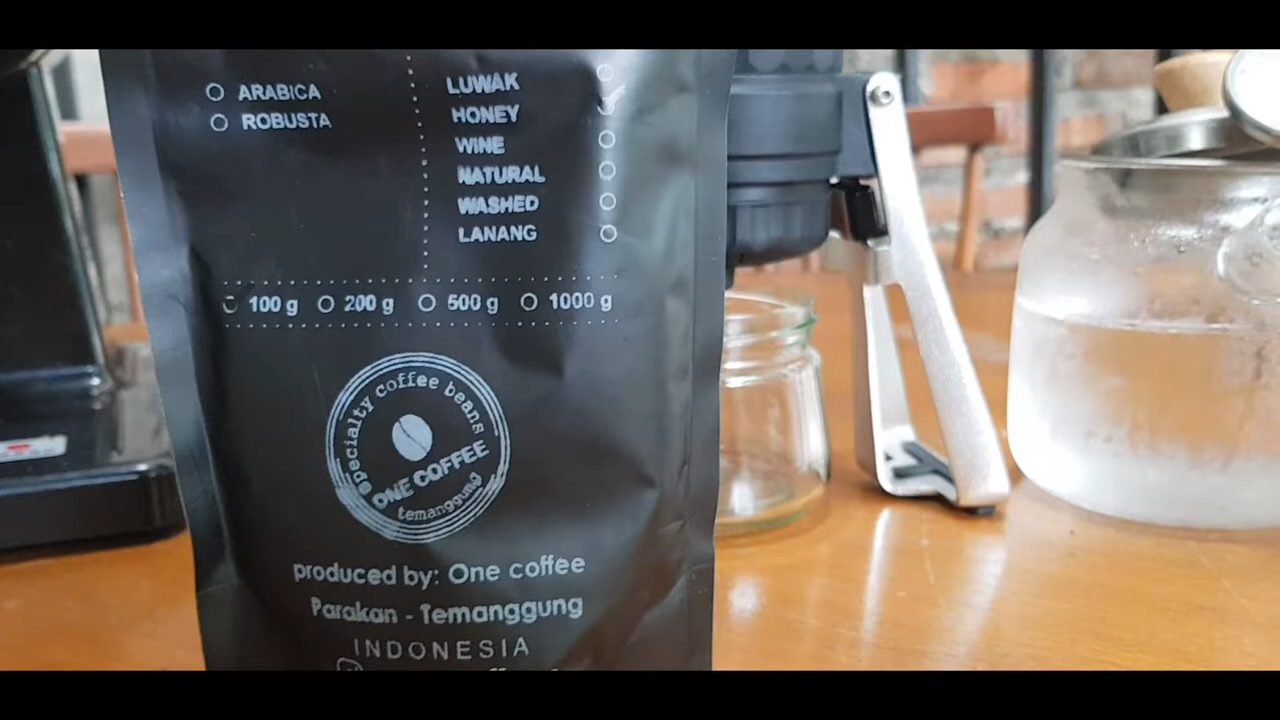 ARABICA
ROBUSTA
LUWAK
HONEY
WINE
NATURAL
WASHED
LANANG
100 g 200 g 500 g 1000 g
specialty coffee beans
ONE COFFEE
temanggung
produced by: One coffee
Parakan - Temanggung
INDONESIA